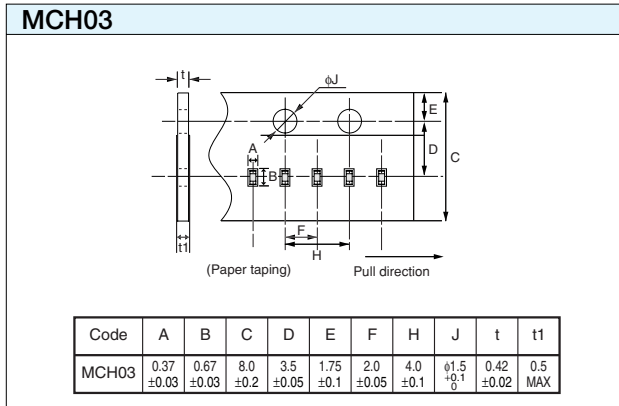 MCH03
t
ϕJ
E
A
D
C
B
F
t1
H
(Paper taping)
Pull direction
Code A B C D E F H J t t1
MCH03 0.37 ±0.03 0.67 ±0.03 8.0 ±0.2 3.5 ±0.05 1.75 ±0.1 2.0 ±0.05 4.0 ±0.1 ϕ1.5 +0.1 0 0.42 ±0.02 0.5 MAX